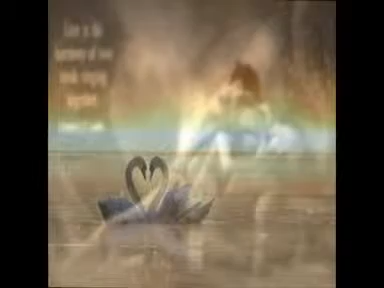 Love is the
harmony of two
souls singing
together